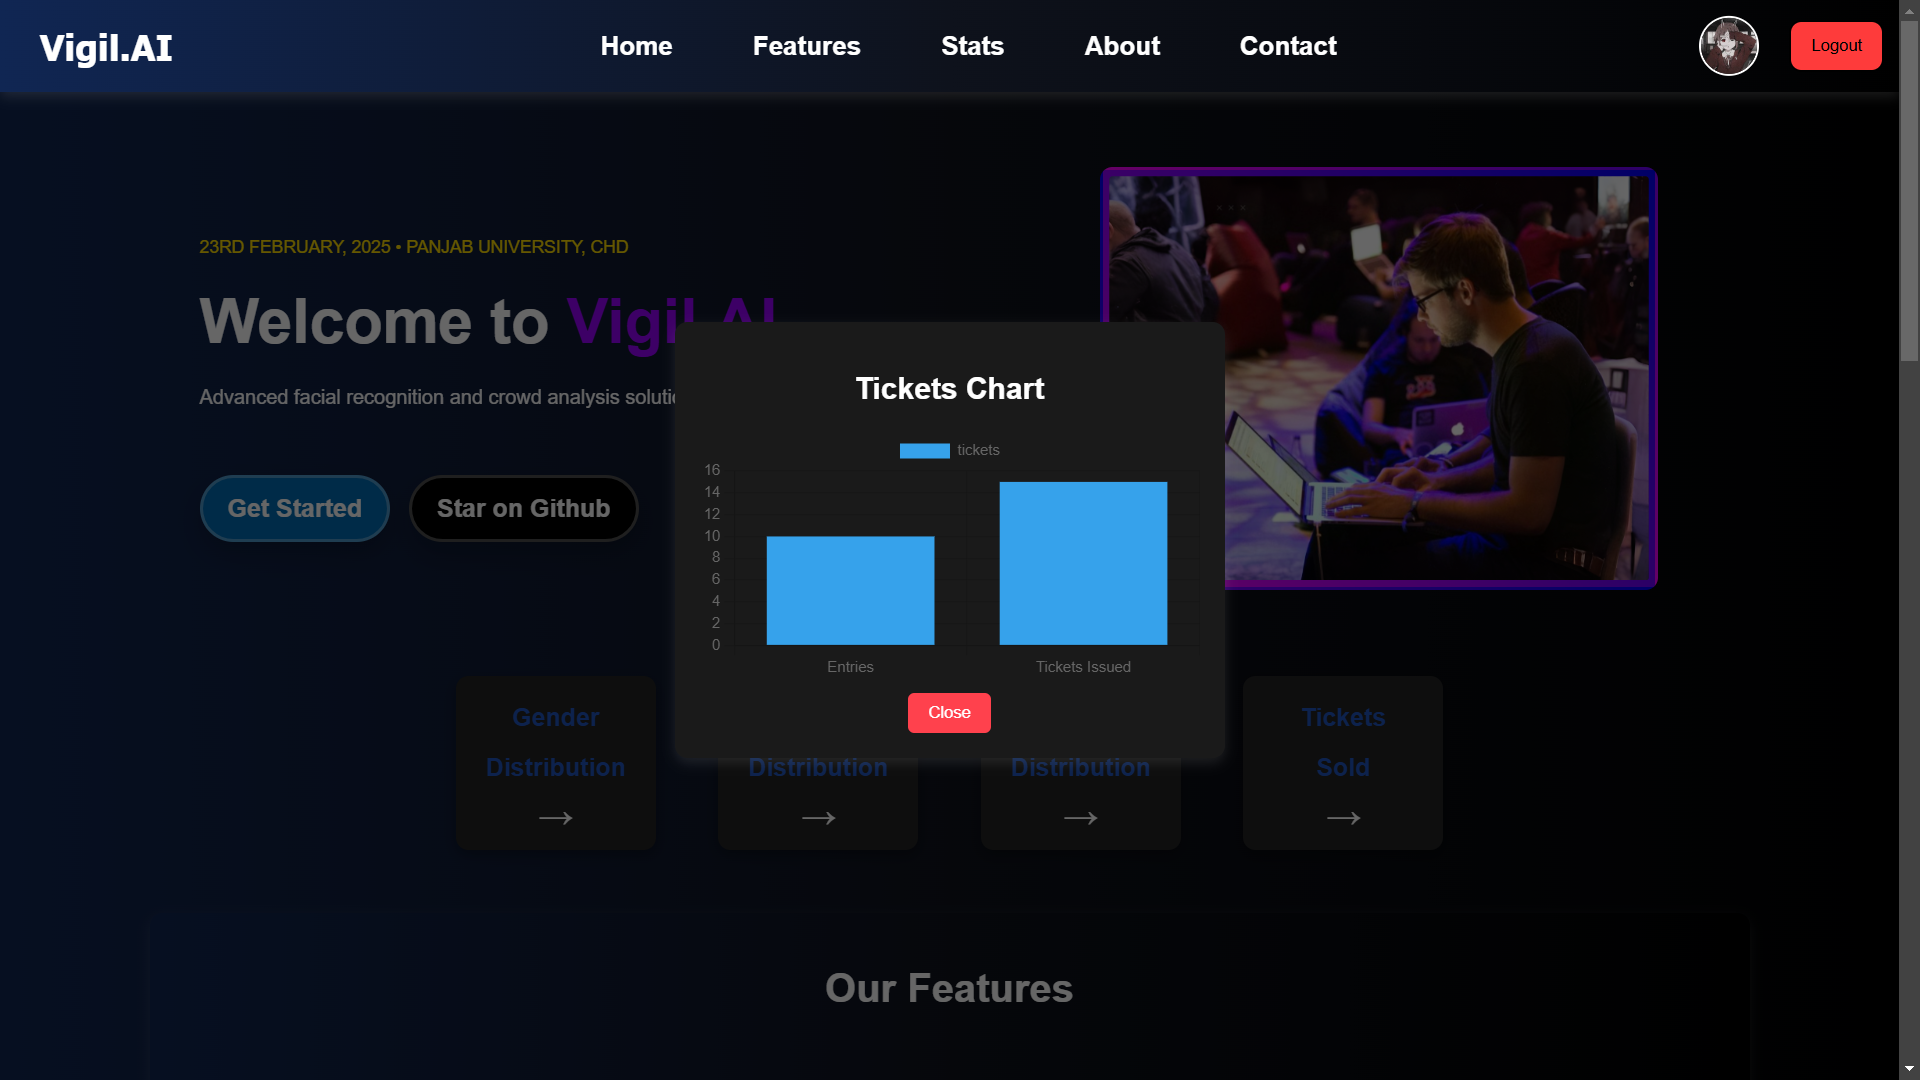 Vigil.AI
Home
Features
Stats
About
Contact
Logout
23RD FEBRUARY, 2025 • PANJAB UNIVERSITY, CHD
Welcome to Vigil.AI
Advanced facial recognition and crowd analysis
Get Started
Star on Github
Tickets Chart
tickets
16
14
12
10
8
6
4
2
0
Entries
Tickets Issued
Close
Gender
Distribution
→
Distribution
→
Distribution
→
Tickets
Sold
→
Our Features